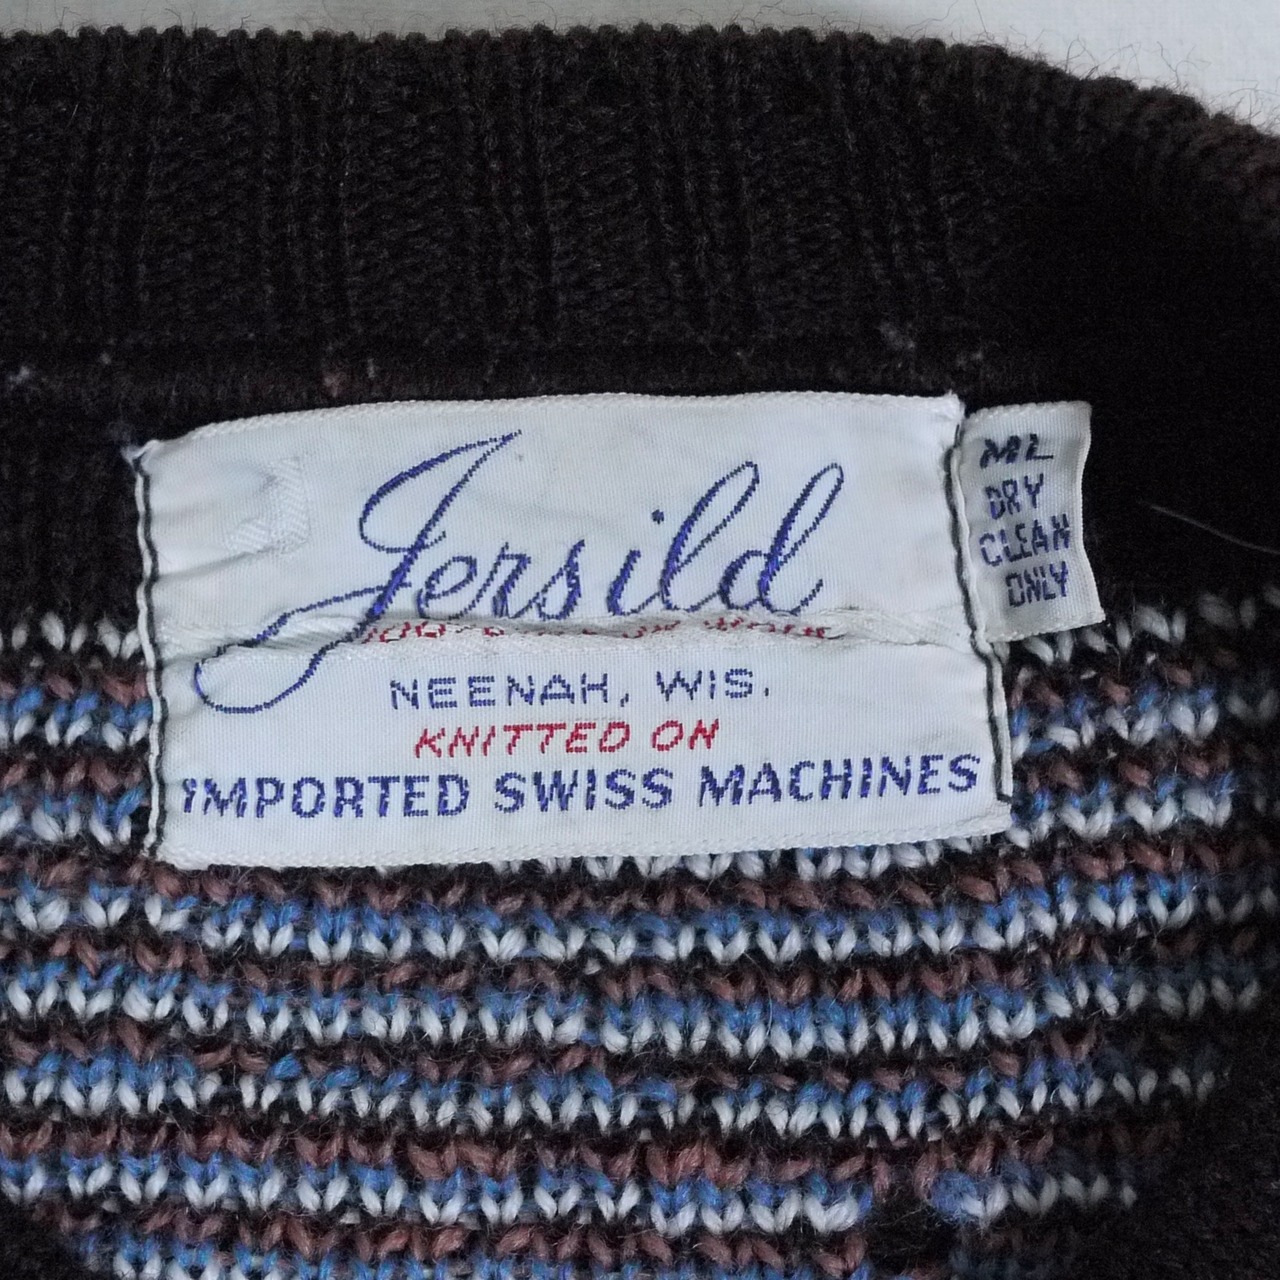 Jersild
NEENAH, WIS.
KNITTED ON
IMPORTED SWISS MACHINES
ML
DRY
CLEAN
ONLY